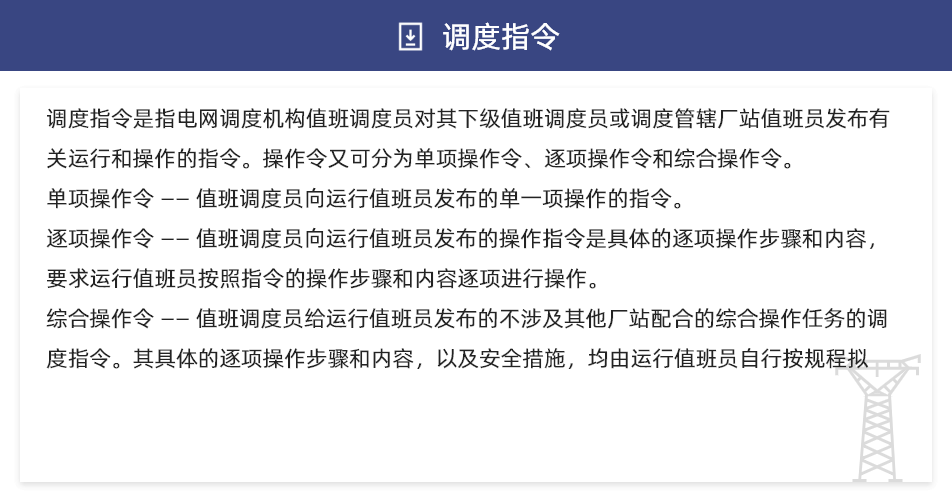 调度指令
调度指令是指电网调度机构值班调度员对其下级值班调度员或调度管辖厂站值班员发布有
关运行和操作的指令。操作令又可分为单项操作令、逐项操作令和综合操作令。
单项操作令 —— 值班调度员向运行值班员发布的单一项操作的指令。
逐项操作令 —— 值班调度员向运行值班员发布的操作指令是具体的逐项操作步骤和内容，
要求运行值班员按照指令的操作步骤和内容逐项进行操作。
综合操作令 —— 值班调度员给运行值班员发布的不涉及其他厂站配合的综合操作任务的调
度指令。其具体的逐项操作步骤和内容，以及安全措施，均由运行值班员自行按规程拟